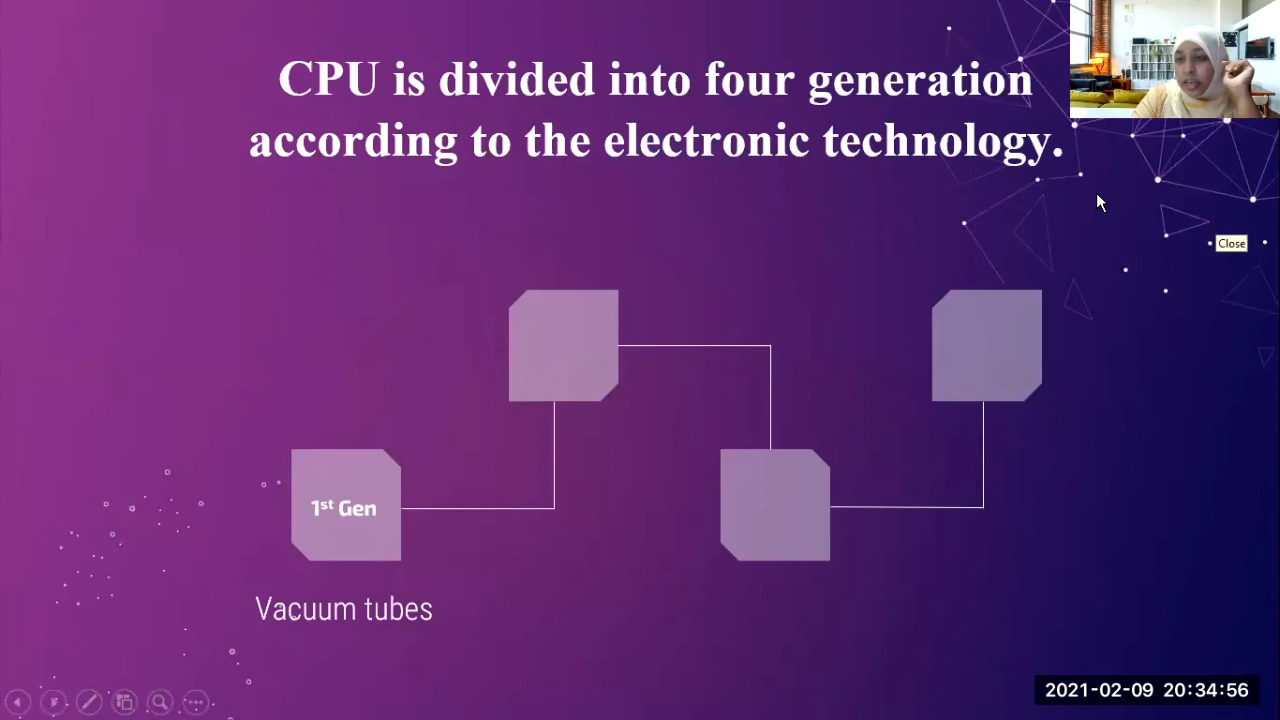 CPU is divided into four generation
according to the electronic technology.
Close
1st Gen
Vacuum tubes
2021-02-09 20:34:56